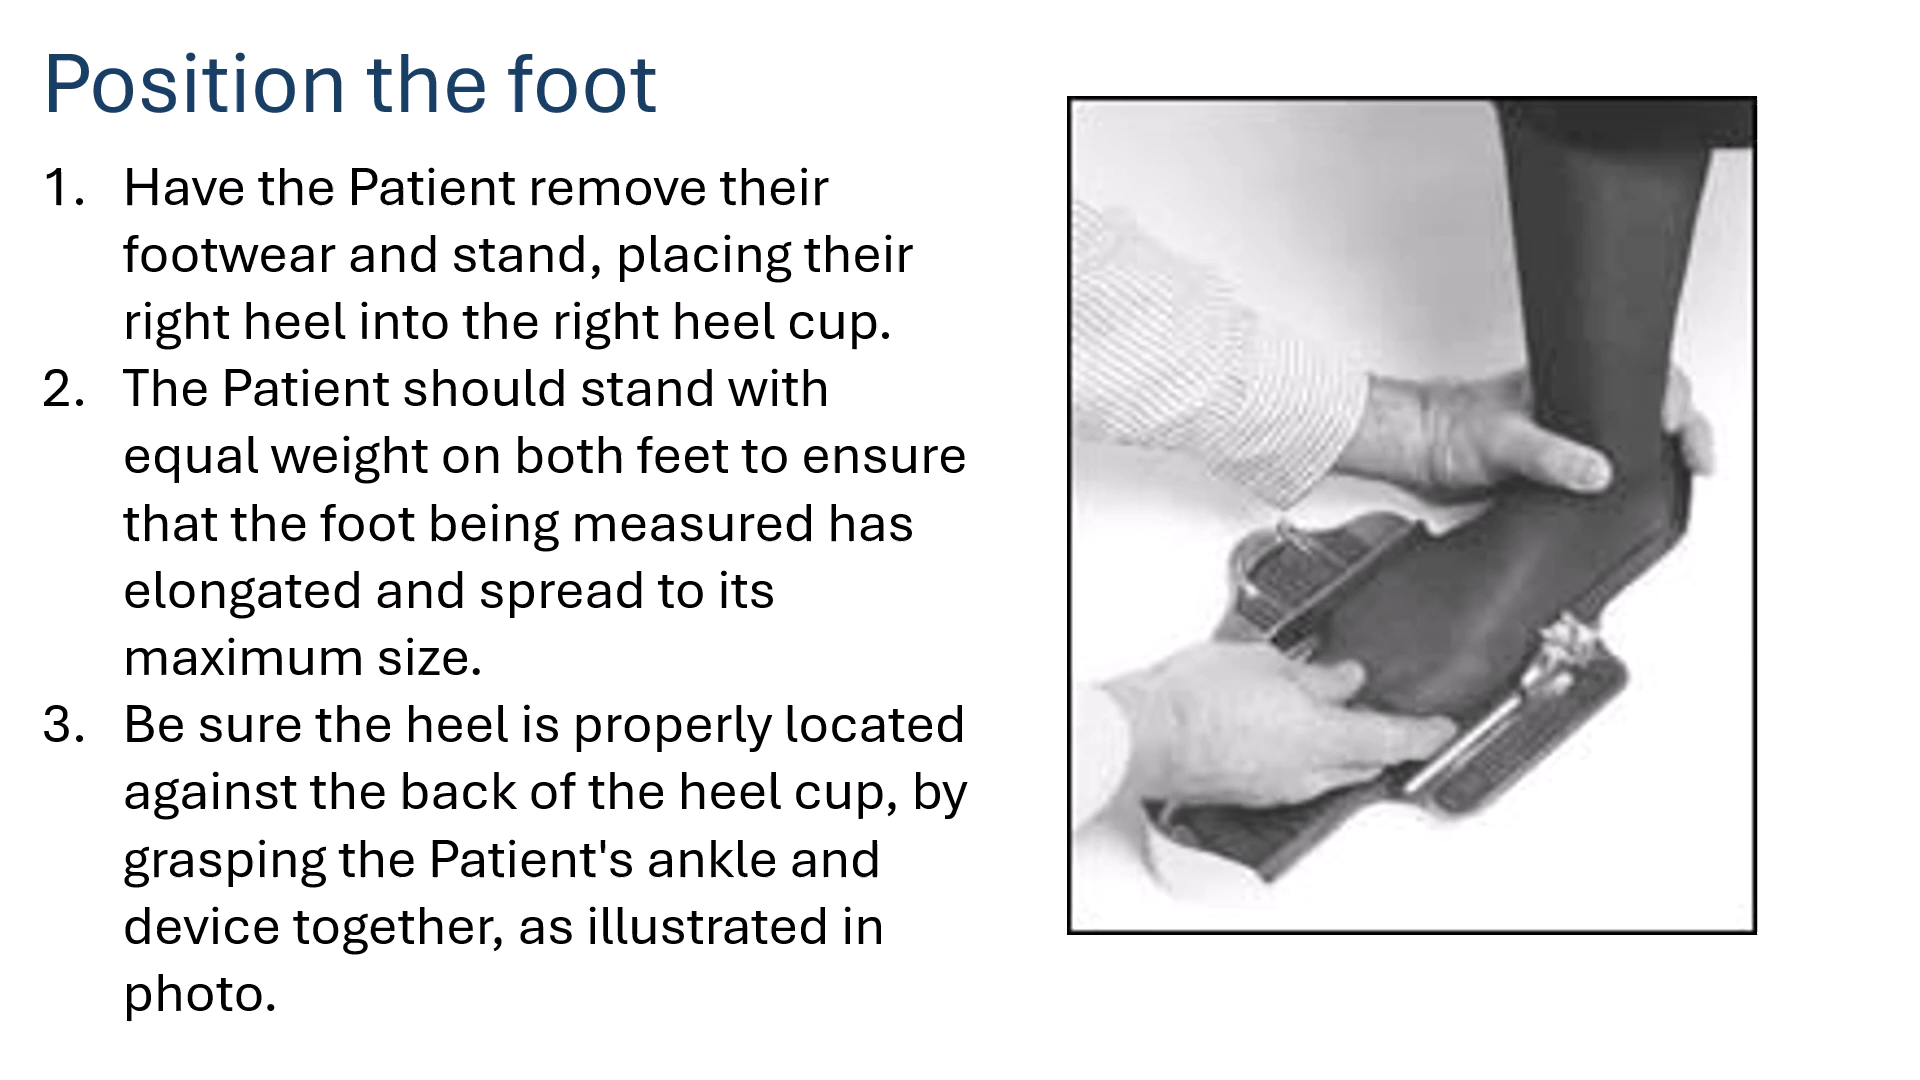 Position the foot
1. Have the Patient remove their
footwear and stand, placing their
right heel into the right heel cup.
2. The Patient should stand with
equal weight on both feet to ensure
that the foot being measured has
elongated and spread to its
maximum size.
3. Be sure the heel is properly located
against the back of the heel cup, by
grasping the Patient's ankle and
device together, as illustrated in
photo.